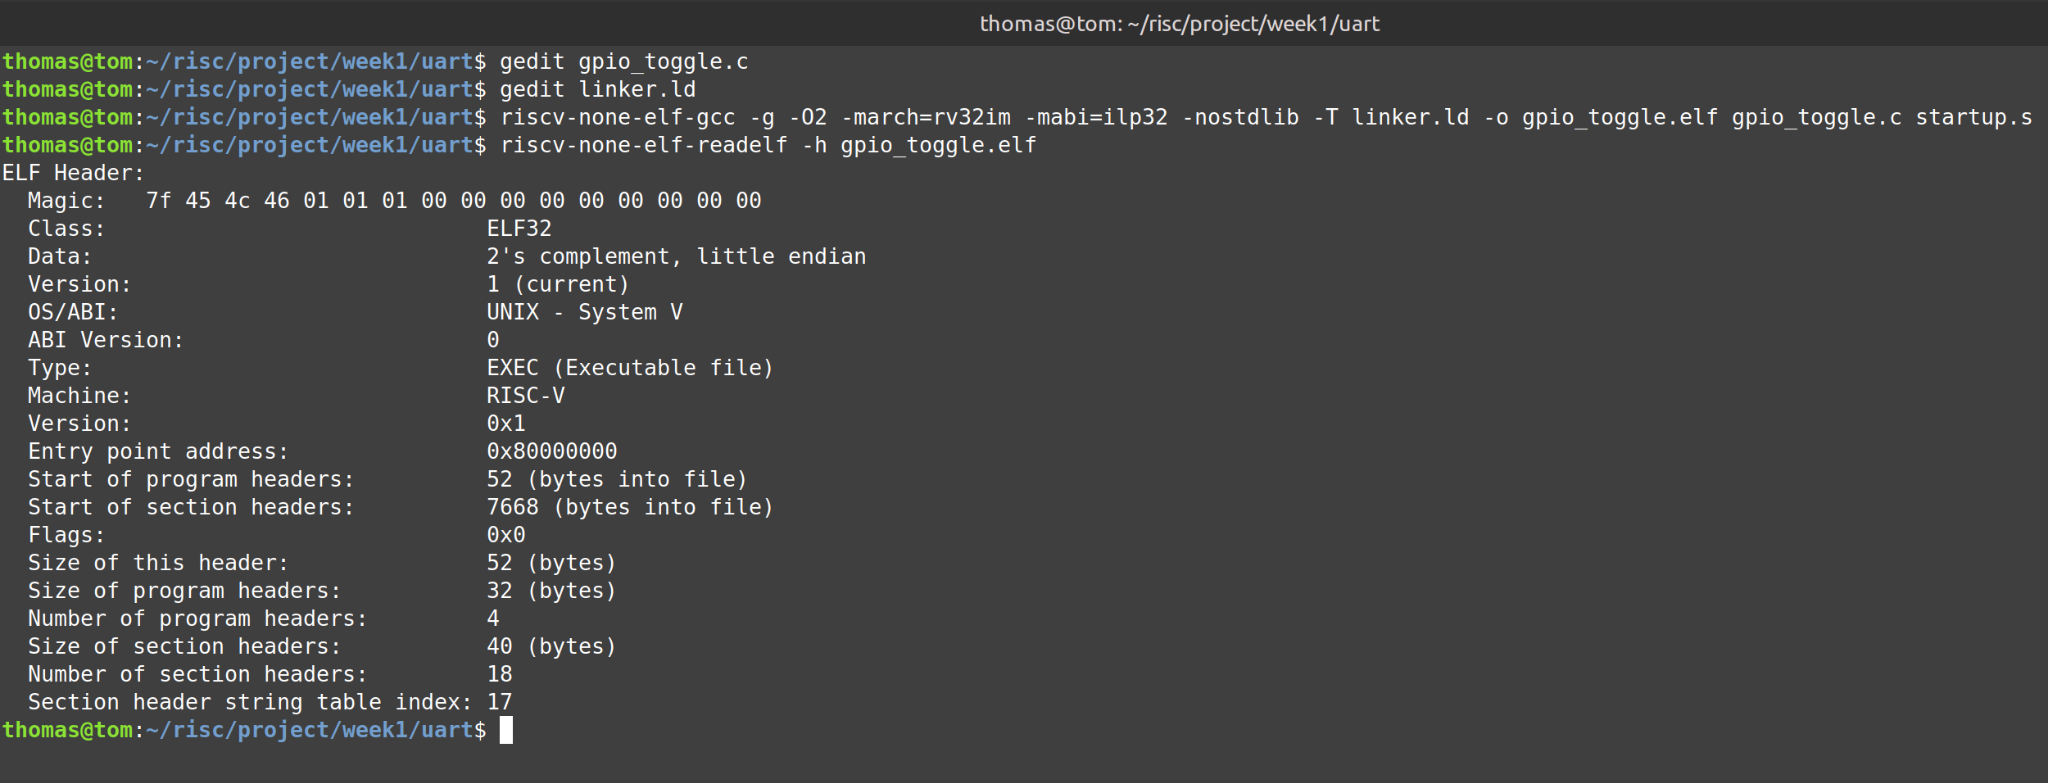 thomas@tom: ~/risc/project/week1/uart
thomas@tom:~/risc/project/week1/uart$ gedit gpio_toggle.c
thomas@tom:~/risc/project/week1/uart$ gedit linker.ld
thomas@tom:~/risc/project/week1/uart$ riscv-none-elf-gcc -g -O2 -march=rv32im -mabi=ilp32 -nostdlib -T linker.ld -o gpio_toggle.elf gpio_toggle.c startup.s
thomas@tom:~/risc/project/week1/uart$ riscv-none-elf-readelf -h gpio_toggle.elf
ELF Header:
  Magic:   7f 45 4c 46 01 01 01 00 00 00 00 00 00 00 00 00
  Class:                             ELF32
  Data:                              2's complement, little endian
  Version:                           1 (current)
  OS/ABI:                            UNIX - System V
  ABI Version:                       0
  Type:                              EXEC (Executable file)
  Machine:                           RISC-V
  Version:                           0x1
  Entry point address:               0x80000000
  Start of program headers:          52 (bytes into file)
  Start of section headers:          7668 (bytes into file)
  Flags:                             0x0
  Size of this header:               52 (bytes)
  Size of program headers:           32 (bytes)
  Number of program headers:         4
  Size of section headers:           40 (bytes)
  Number of section headers:         18
  Section header string table index: 17
thomas@tom:~/risc/project/week1/uart$